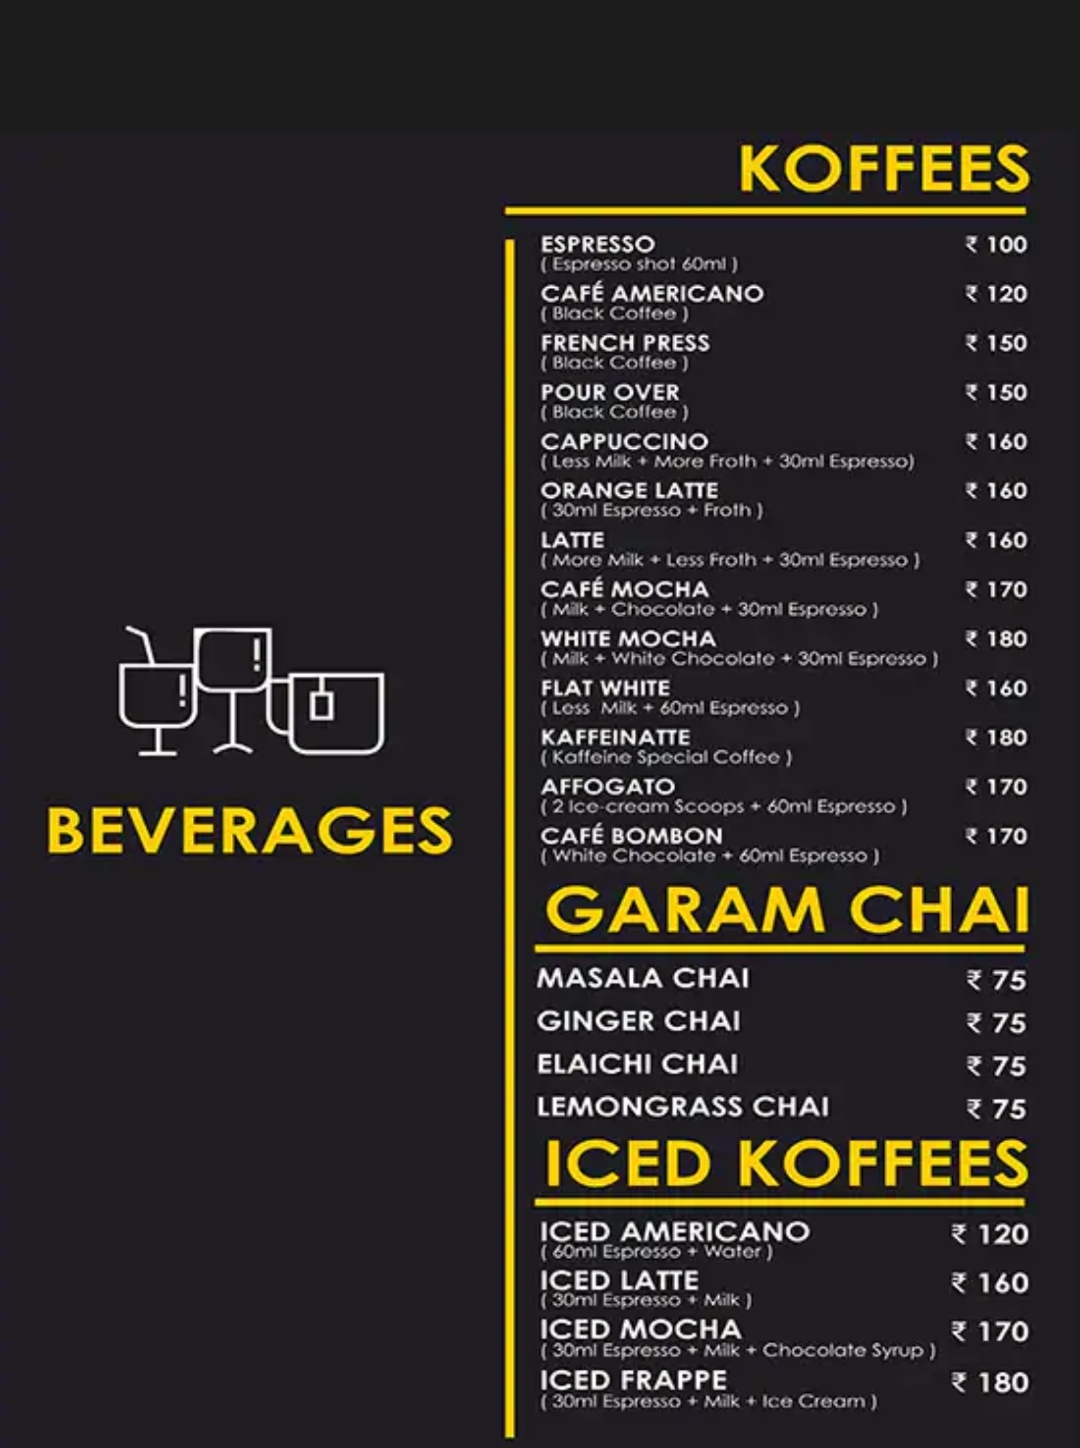 KOFFEES
ESPRESSO ₹ 100
( Espresso shot 60ml )
CAFÉ AMERICANO ₹ 120
( Black Coffee )
FRENCH PRESS ₹ 150
( Black Coffee )
POUR OVER ₹ 150
( Black Coffee )
CAPPUCCINO ₹ 160
( Less Milk + More Froth + 30ml Espresso)
ORANGE LATTE ₹ 160
( 30ml Espresso + Froth )
LATTE ₹ 160
( More Milk + Less Froth + 30ml Espresso )
CAFÉ MOCHA ₹ 170
( Milk + Chocolate + 30ml Espresso )
WHITE MOCHA ₹ 180
( Milk + White Chocolate + 30ml Espresso )
FLAT WHITE ₹ 160
( Less Milk + 60ml Espresso )
KAFFEINATTE ₹ 180
( Kaffeine Special Coffee )
AFFOGATO ₹ 170
( 2 Ice-cream Scoops + 60ml Espresso )
CAFÉ BOMBON ₹ 170
( White Chocolate + 60ml Espresso )
BEVERAGES
GARAM CHAI
MASALA CHAI ₹ 75
GINGER CHAI ₹ 75
ELAICHI CHAI ₹ 75
LEMONGRASS CHAI ₹ 75
ICED KOFFEES
ICED AMERICANO ₹ 120
( 60ml Espresso + Water )
ICED LATTE ₹ 160
( 30ml Espresso + Milk )
ICED MOCHA ₹ 170
( 30ml Espresso + Milk + Chocolate Syrup )
ICED FRAPPE ₹ 180
( 30ml Espresso + Milk + Ice Cream )